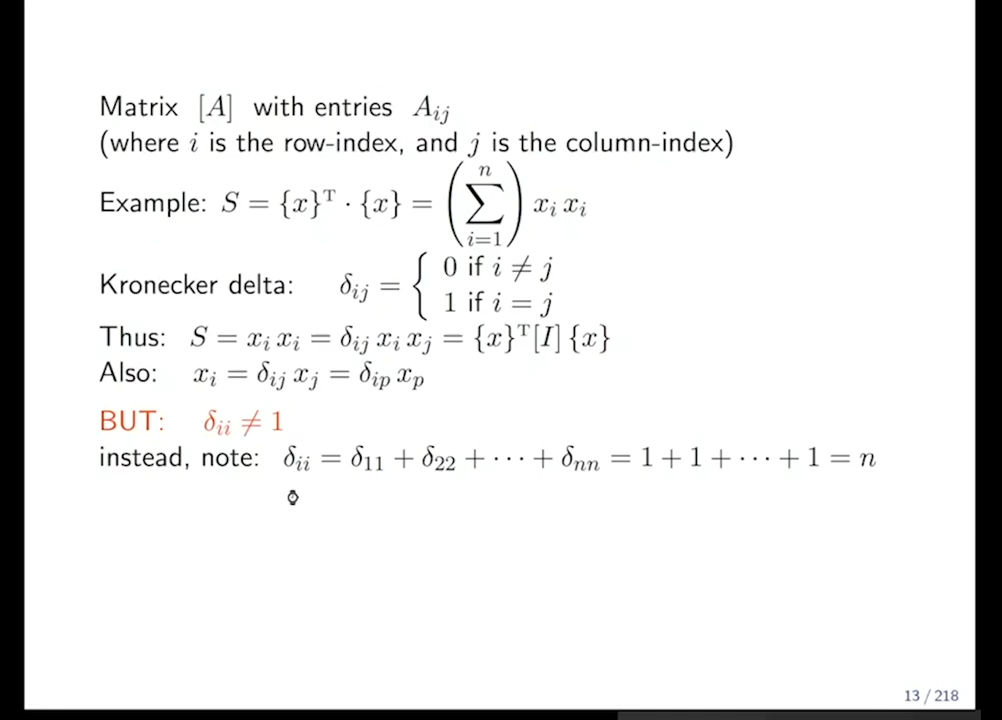 Matrix [A] with entries A_{ij}
(where i is the row-index, and j is the column-index)
Example: S = {x}^T · {x} = (∑_{i=1}^{n}) x_i x_i
Kronecker delta: δ_{ij} = { 0 if i ≠ j
1 if i = j
Thus: S = x_i x_i = δ_{ij} x_i x_j = {x}^T[I]{x}
Also: x_i = δ_{ij} x_j = δ_{ip} x_p
BUT: δ_{ii} ≠ 1
instead, note: δ_{ii} = δ_{11} + δ_{22} + ⋯ + δ_{nn} = 1 + 1 + ⋯ + 1 = n
13 / 218